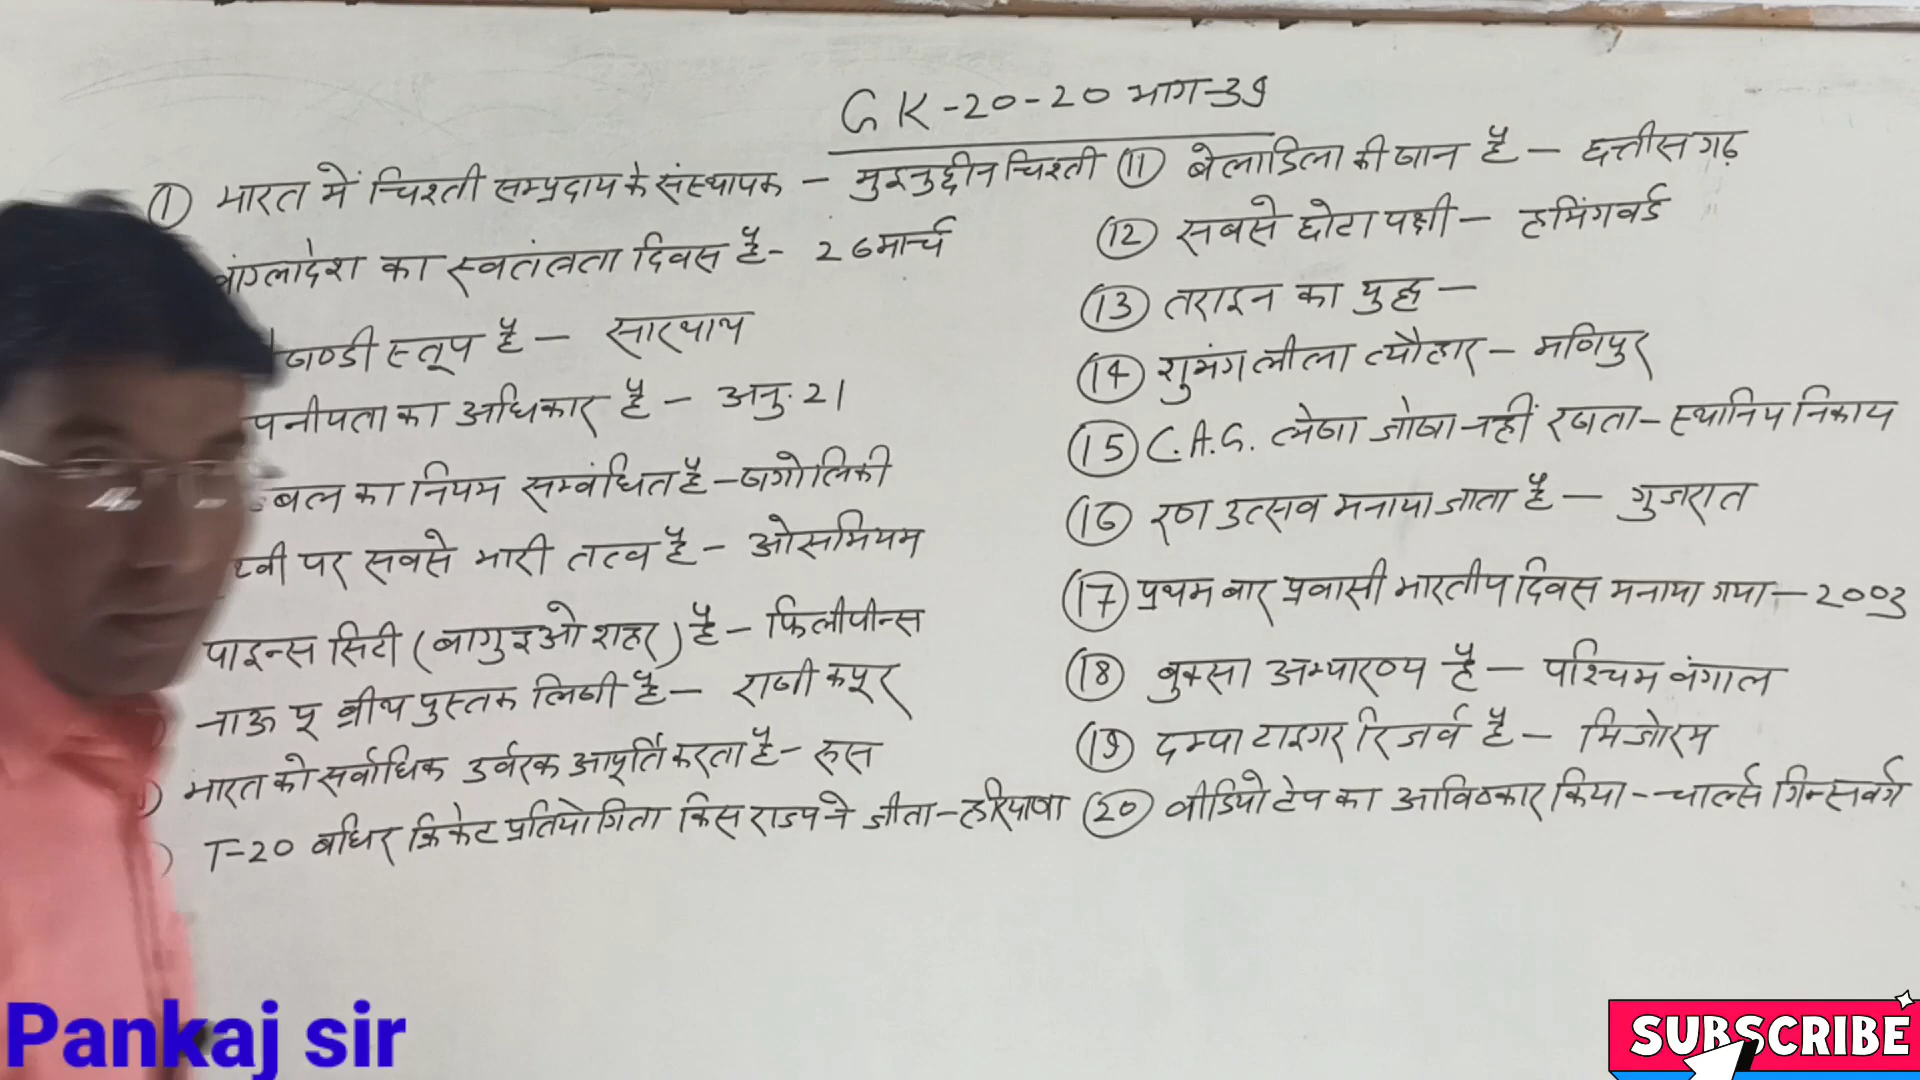 GK-20-20 भाग-39
① भारत में चिश्ती सम्प्रदाय के संस्थापक - मुइनुद्दीन चिश्ती
बांग्लादेश का स्वतंत्रता दिवस है- 26 मार्च
खण्डी स्तूप है - सारथाथ
पनीयता का अधिकार है - अनु. 21
बल का नियम सम्बंधित है - खगोलिकी
थ्वी पर सबसे भारी तत्व है - ओसमियम
पाइन्स सिटी (बागुइओ शहर) है - फिलीपीन्स
नाऊ यू ब्रीथ पुस्तक लिखी है - राखी कपूर
भारत को सर्वाधिक उर्वरक आपूर्ति करता है - रूस
T-20 बधिर क्रिकेट प्रतियोगिता किस राज्य ने जीता - हरियाणा
⑪ बेलाडिला की खान है - छत्तीसगढ़
⑫ सबसे छोटा पक्षी - हमिंगबर्ड
⑬ तराइन का युद्ध -
⑭ शुमंगलीला त्यौहार - मणिपुर
⑮ C.A.G. लेखा जोखा नहीं रखता - स्थानिय निकाय
⑯ रण उत्सव मनाया जाता है - गुजरात
⑰ प्रथम बार प्रवासी भारतीय दिवस मनाया गया - 2003
⑱ बुक्सा अभ्यारण्य है - पश्चिम बंगाल
⑲ दम्पा टाइगर रिजर्व है - मिजोरम
⑳ वीडियो टेप का आविष्कार किया - चार्ल्स गिन्सबर्ग
Pankaj sir
SUBSCRIBE